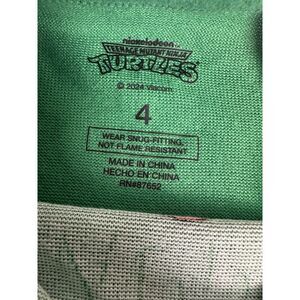 nickelodeon
TEENAGE MUTANT NINJA
TURTLES
© 2024 Viacom.
4
WEAR SNUG-FITTING,
NOT FLAME RESISTANT
MADE IN CHINA
HECHO EN CHINA
RN#87652